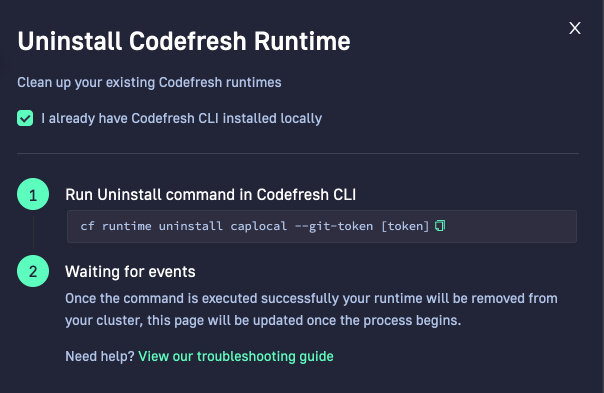 Uninstall Codefresh Runtime
Clean up your existing Codefresh runtimes
I already have Codefresh CLI installed locally
1
Run Uninstall command in Codefresh CLI
cf runtime uninstall caplocal --git-token [token]
2
Waiting for events
Once the command is executed successfully your runtime will be removed from
your cluster, this page will be updated once the process begins.
Need help? View our troubleshooting guide